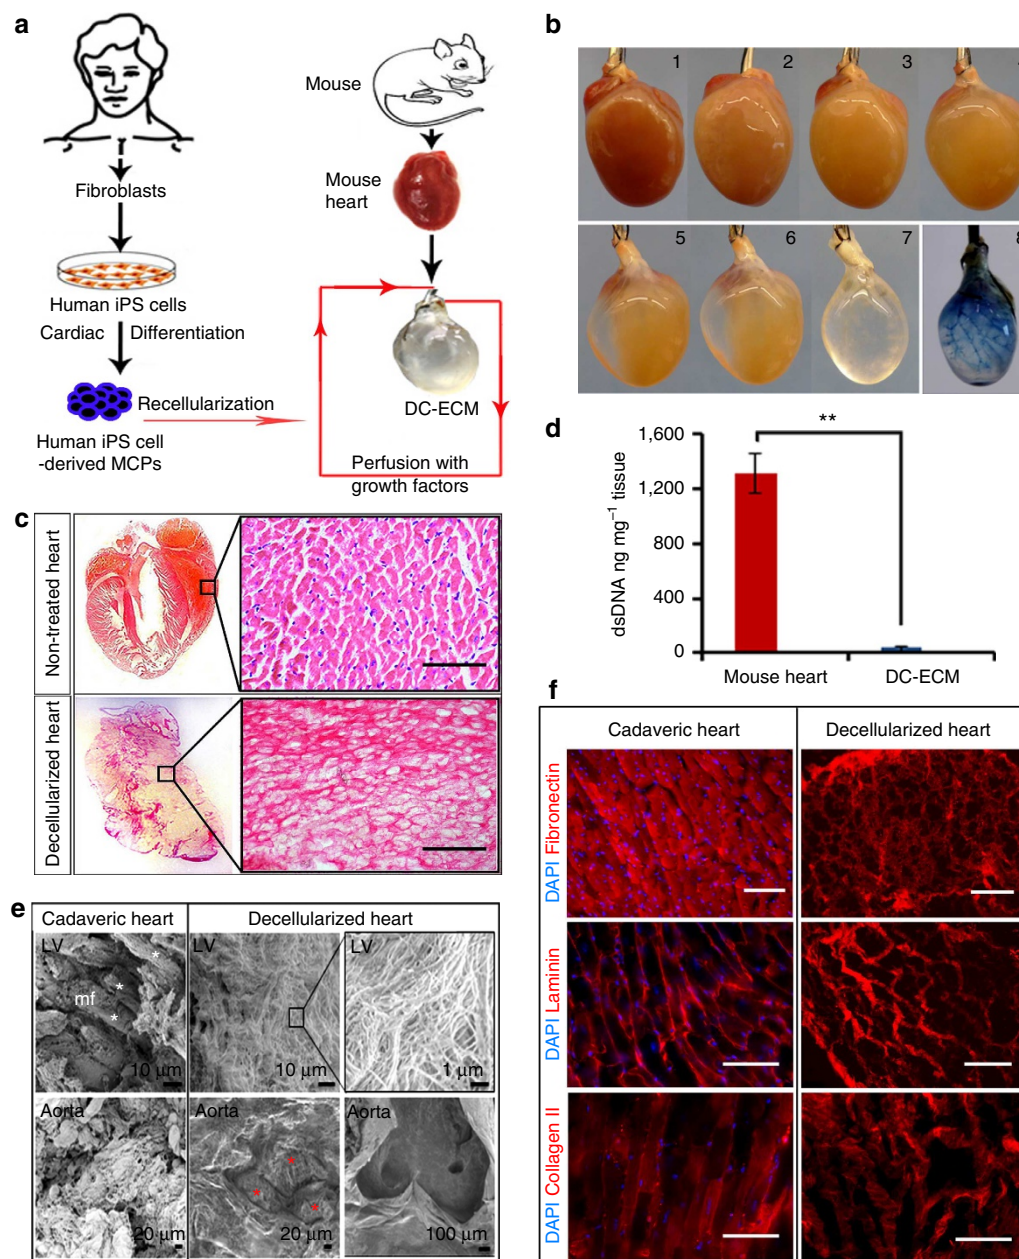 a
Mouse
Fibroblasts
Mouse
heart
Human iPS cells
Cardiac Differentiation
Recellularization
DC-ECM
Human iPS cell
-derived MCPs
Perfusion with
growth factors
b
1
2
3
5
6
7
8
c
Non-treated heart
Decellularized heart
d
**
1,600
1,200
800
400
0
dsDNA ng mg⁻¹ tissue
Mouse heart
DC-ECM
e
Cadaveric heart
Decellularized heart
LV
*
*
mf
*
10 µm
10 µm
LV
1 µm
Aorta
20 µm
Aorta
*
*
*
20 µm
Aorta
100 µm
f
Cadaveric heart
Decellularized heart
DAPI Fibronectin
DAPI Laminin
DAPI Collagen II